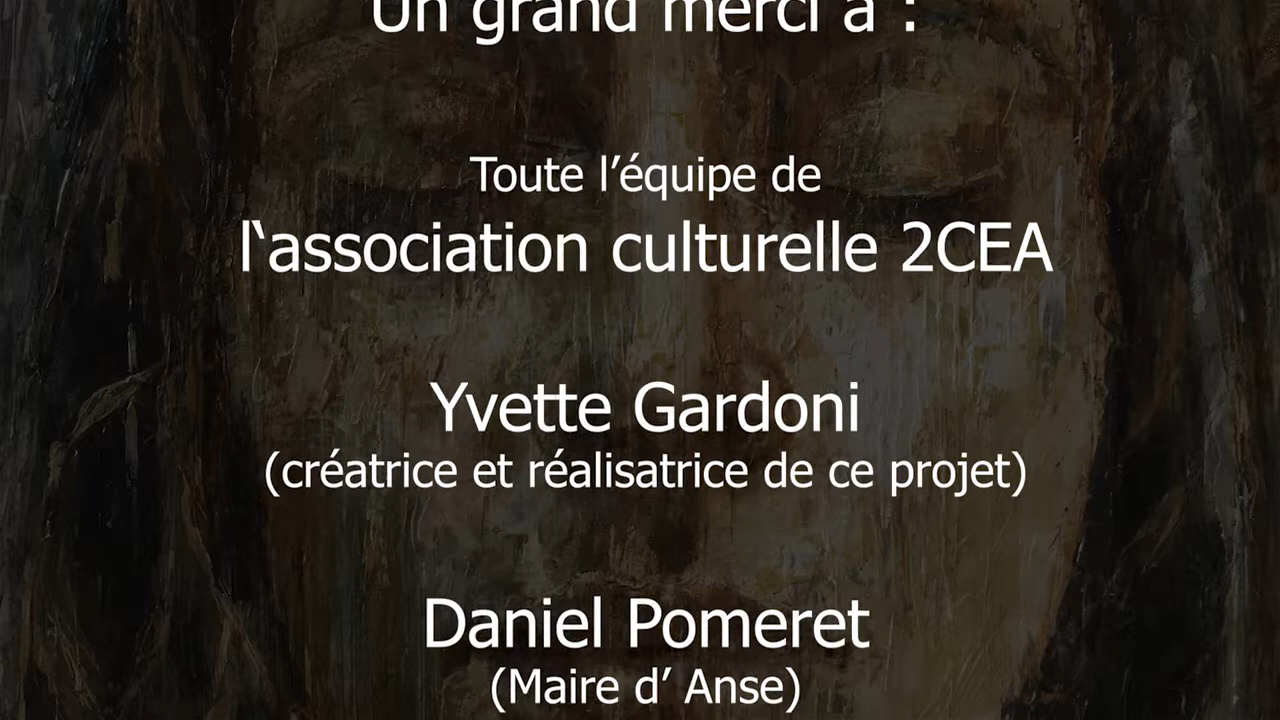 Un grand merci à :
Toute l’équipe de
l‘association culturelle 2CEA
Yvette Gardoni
(créatrice et réalisatrice de ce projet)
Daniel Pomeret
(Maire d’ Anse)